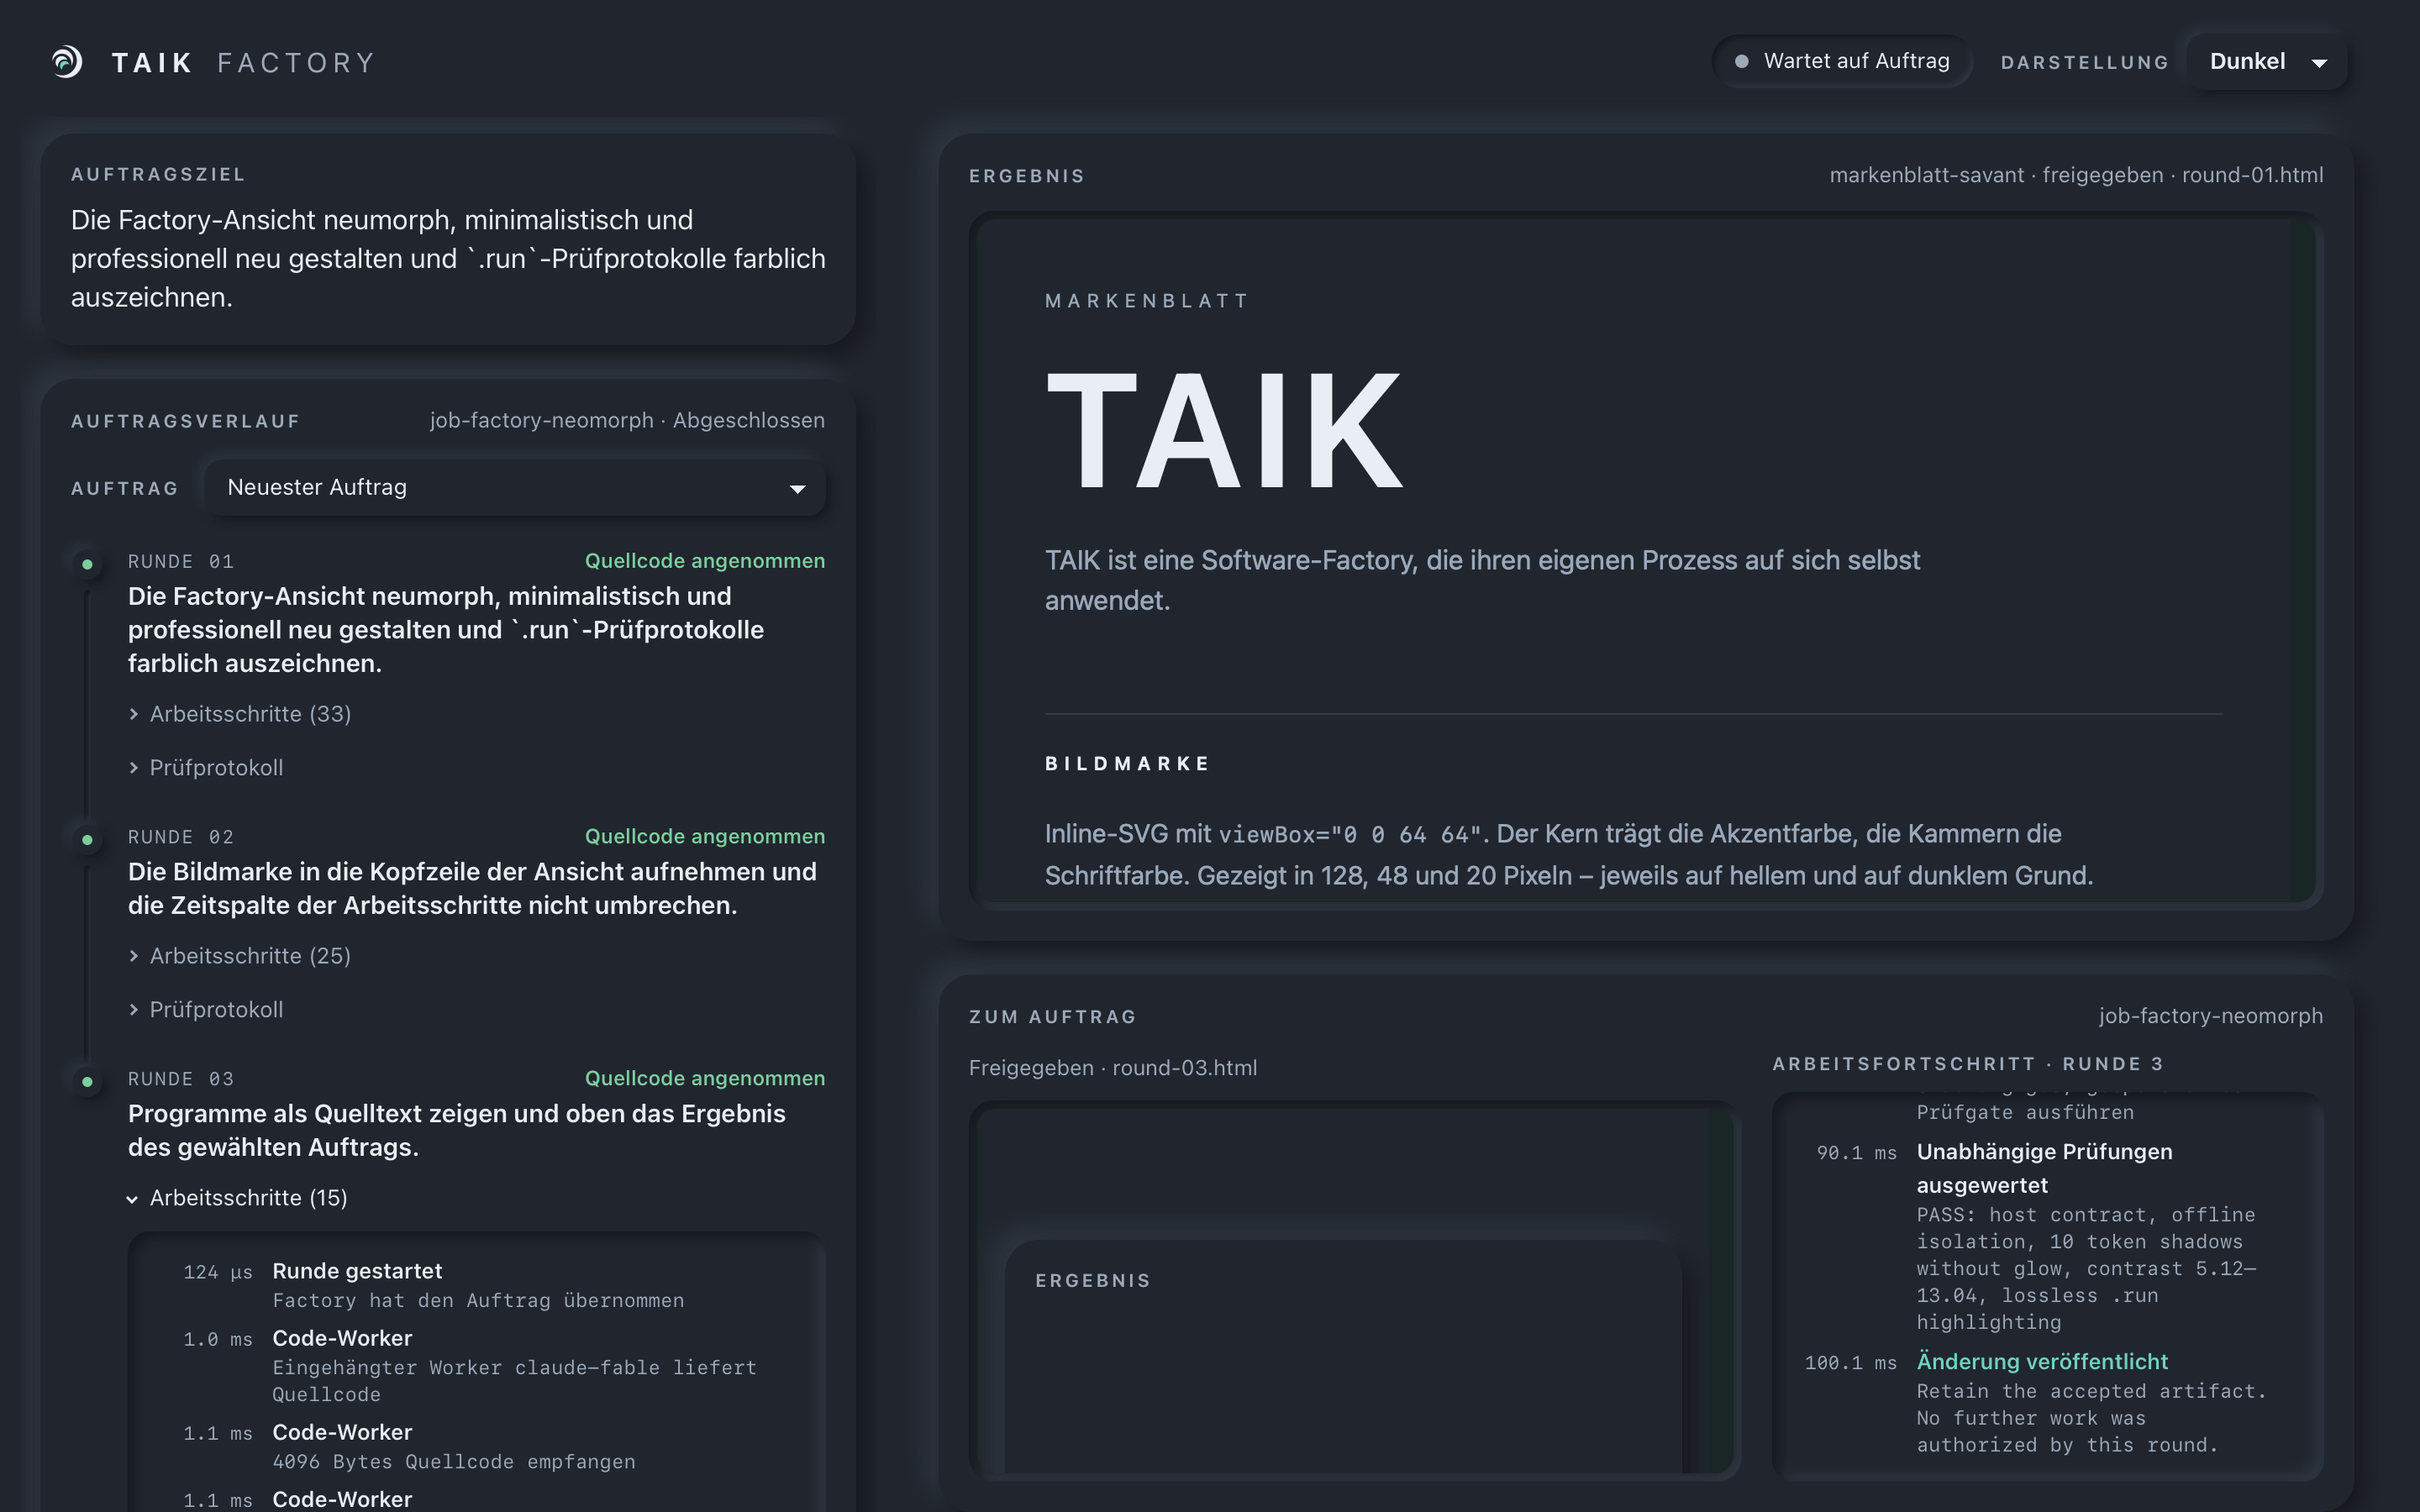 TAIK FACTORY
Wartet auf Auftrag
DARSTELLUNG
Dunkel
AUFTRAGSZIEL
Die Factory-Ansicht neumorph, minimalistisch und
professionell neu gestalten und `.run`-Prüfprotokolle farblich
auszeichnen.
AUFTRAGSVERLAUF
job-factory-neomorph · Abgeschlossen
AUFTRAG
Neuester Auftrag
RUNDE 01
Quellcode angenommen
Die Factory-Ansicht neumorph, minimalistisch und
professionell neu gestalten und `.run`-Prüfprotokolle
farblich auszeichnen.
Arbeitsschritte (33)
Prüfprotokoll
RUNDE 02
Quellcode angenommen
Die Bildmarke in die Kopfzeile der Ansicht aufnehmen und
die Zeitspalte der Arbeitsschritte nicht umbrechen.
Arbeitsschritte (25)
Prüfprotokoll
RUNDE 03
Quellcode angenommen
Programme als Quelltext zeigen und oben das Ergebnis
des gewählten Auftrags.
Arbeitsschritte (15)
124 µs Runde gestartet
Factory hat den Auftrag übernommen
1.0 ms Code-Worker
Eingehängter Worker claude-fable liefert
Quellcode
1.1 ms Code-Worker
4096 Bytes Quellcode empfangen
1.1 ms Code-Worker
ERGEBNIS
markenblatt-savant · freigegeben · round-01.html
MARKENBLATT
TAIK
TAIK ist eine Software-Factory, die ihren eigenen Prozess auf sich selbst
anwendet.
BILDMARKE
Inline-SVG mit viewBox="0 0 64 64". Der Kern trägt die Akzentfarbe, die Kammern die
Schriftfarbe. Gezeigt in 128, 48 und 20 Pixeln – jeweils auf hellem und auf dunklem Grund.
ZUM AUFTRAG
job-factory-neomorph
Freigegeben · round-03.html
ERGEBNIS
ARBEITSFORTSCHRITT · RUNDE 3
Prüfgate ausführen
90.1 ms Unabhängige Prüfungen
ausgewertet
PASS: host contract, offline
isolation, 10 token shadows
without glow, contrast 5.12–
13.04, lossless .run
highlighting
100.1 ms Änderung veröffentlicht
Retain the accepted artifact.
No further work was
authorized by this round.